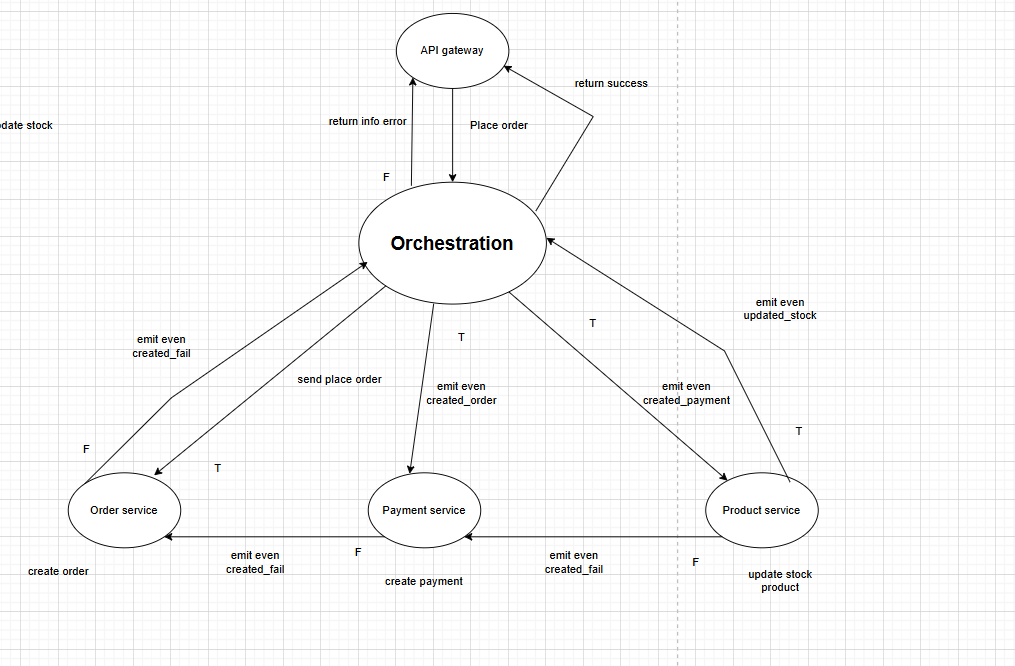 API gateway
return success
return info error
Place order
date stock
F
Orchestration
emit even
updated_stock
T
T
emit even
created_fail
send place order
emit even
created_order
emit even
created_payment
F
T
T
Order service
Payment service
Product service
emit even
created_fail
F
emit even
created_fail
F
create order
create payment
update stock
product